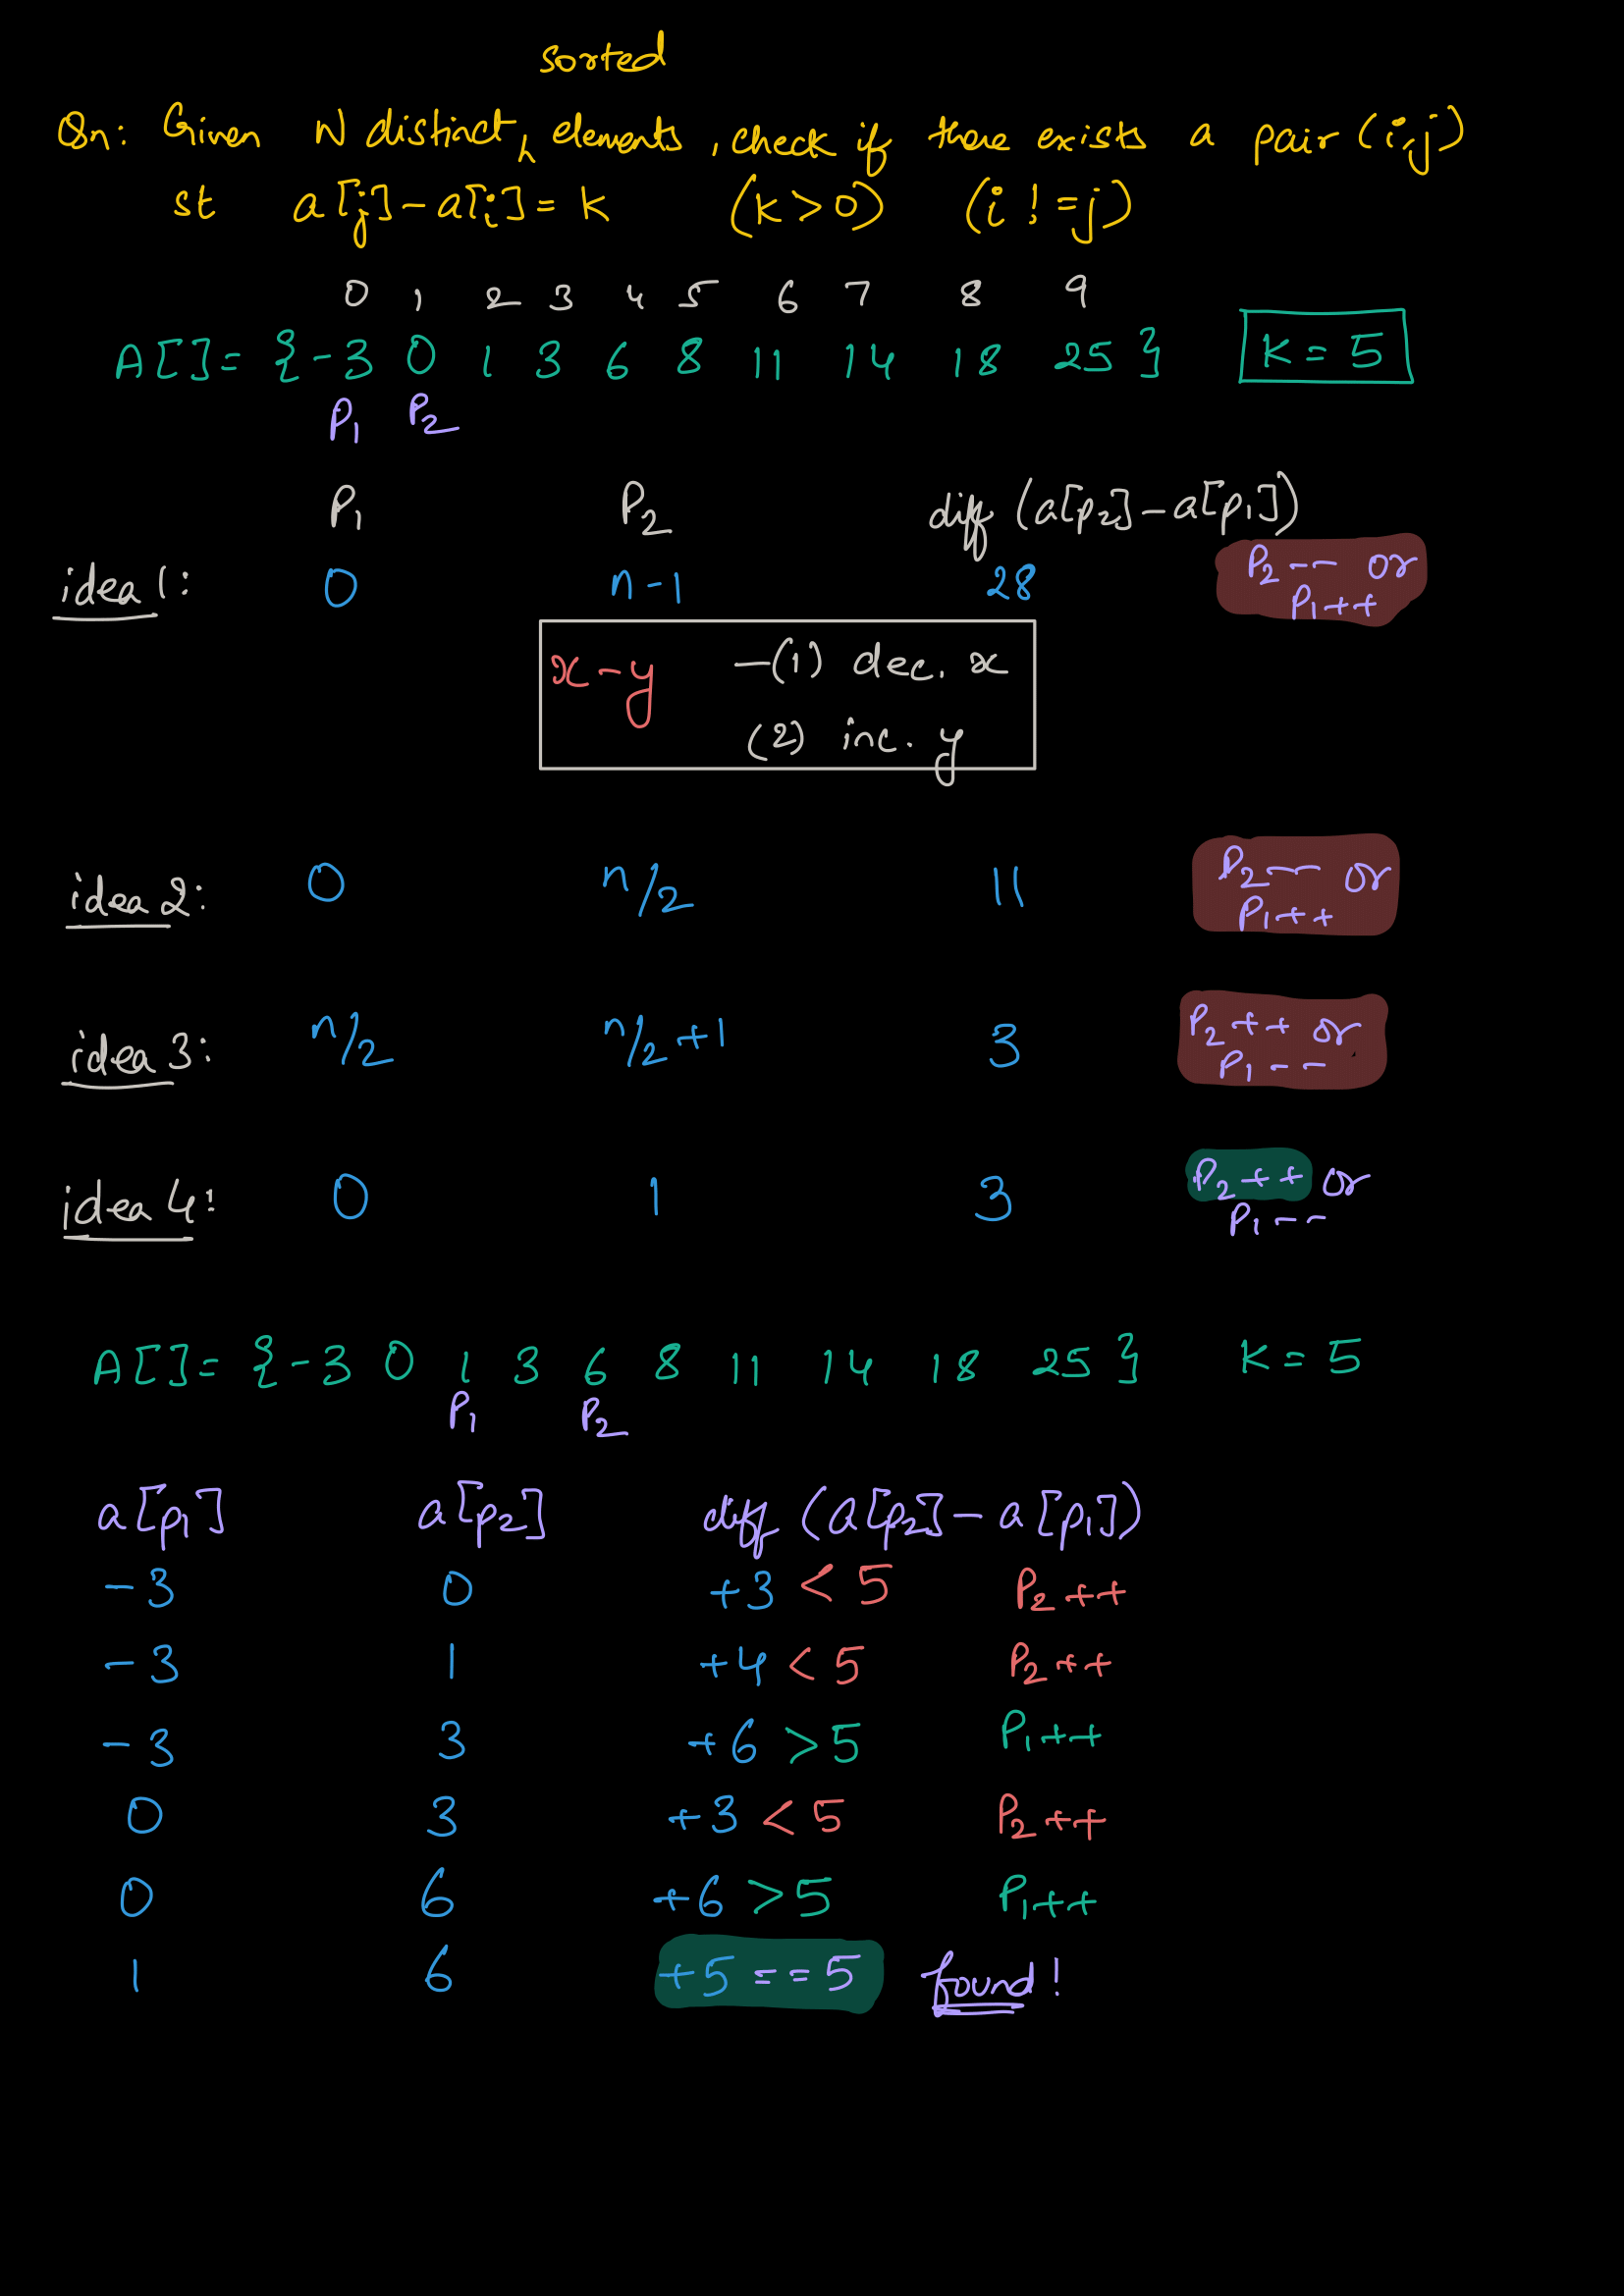 sorted
Qn: Given N distinct, elements, check if there exists a pair (i,j)
st a[j]-a[i] = k (k>0) (i != j)
0 1 2 3 4 5 6 7 8 9
A[] = {-3 0 1 3 6 8 11 14 18 25} K = 5
P1 P2
P1 P2 diff (a[p2]-a[p1])
idea 1: 0 n-1 28 P2-- or
P1++
x-y -(1) dec. x
(2) inc. y
idea 2: 0 n/2 11 P2-- or
P1++
idea 3: n/2 n/2+1 3 P2++ or
P1--
idea 4: 0 1 3 P2++ or
P1--
A[] = {-3 0 1 3 6 8 11 14 18 25} K = 5
P1 P2
a[p1] a[p2] diff (a[p2]-a[p1])
-3 0 +3 < 5 P2++
-3 1 +4 < 5 P2++
-3 3 +6 > 5 P1++
0 3 +3 < 5 P2++
0 6 +6 > 5 P1++
1 6 +5 == 5 found!